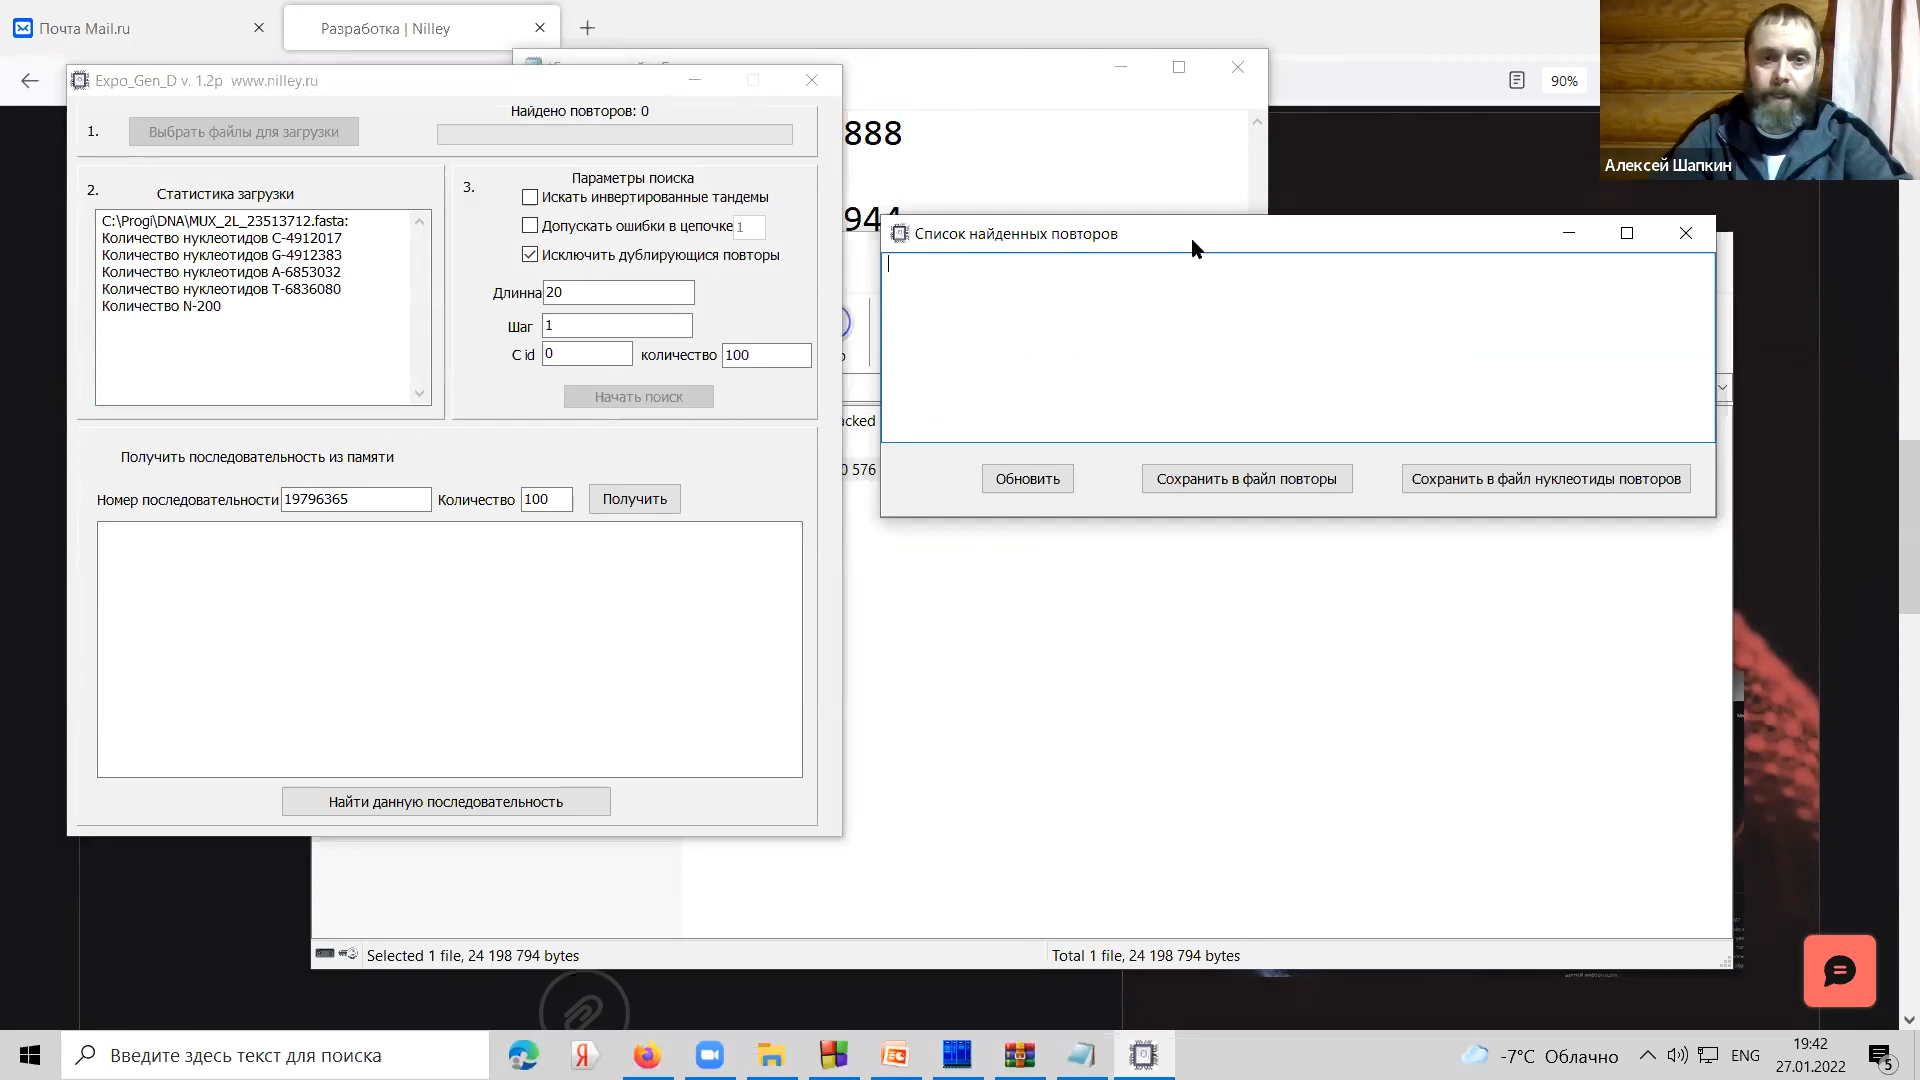 Почта Mail.ru
Разработка | Nilley
90%
Алексей Шапкин
Expo_Gen_D v. 1.2p www.nilley.ru
1.
Выбрать файлы для загрузки
Найдено повторов: 0
2.
Статистика загрузки
C:\Progi\DNA\MUX_2L_23513712.fasta:
Количество нуклеотидов C-4912017
Количество нуклеотидов G-4912383
Количество нуклеотидов A-6853032
Количество нуклеотидов T-6836080
Количество N-200
3.
Параметры поиска
Искать инвертированные тандемы
Допускать ошибки в цепочке 1
Исключить дублирующися повторы
Длинна 20
Шаг 1
C id 0 количество 100
Начать поиск
Получить последовательность из памяти
Номер последовательности 19796365 Количество 100 Получить
Найти данную последовательность
888
944
acked
0 576
Список найденных повторов
Обновить
Сохранить в файл повторы
Сохранить в файл нуклеотиды повторов
Selected 1 file, 24 198 794 bytes
Total 1 file, 24 198 794 bytes
Введите здесь текст для поиска
-7°C Облачно
ENG
19:42
27.01.2022
5